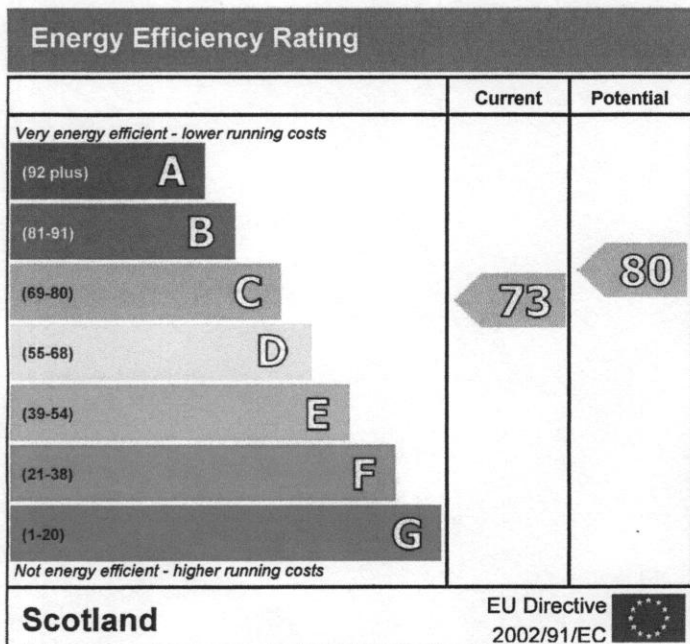 Energy Efficiency Rating
Current Potential
Very energy efficient - lower running costs
(92 plus) A
(81-91) B
(69-80) C
(55-68) D
(39-54) E
(21-38) F
(1-20) G
73
80
Not energy efficient - higher running costs
Scotland
EU Directive
2002/91/EC